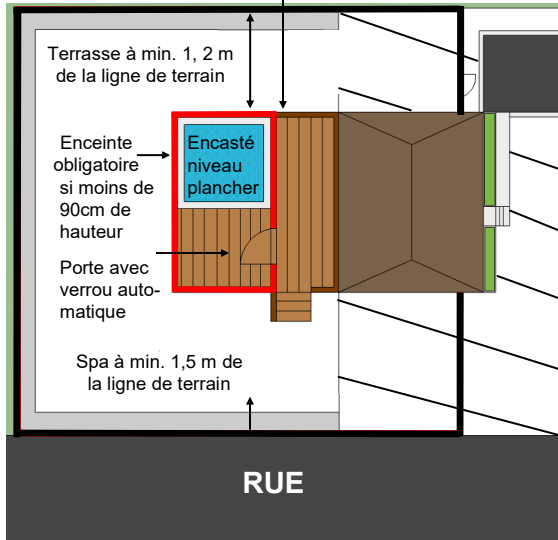 Terrasse à min. 1, 2 m
de la ligne de terrain
Enceinte
obligatoire
si moins de
90cm de
hauteur
Encasté
niveau
plancher
Porte avec
verrou auto-
matique
Spa à min. 1,5 m de
la ligne de terrain
RUE